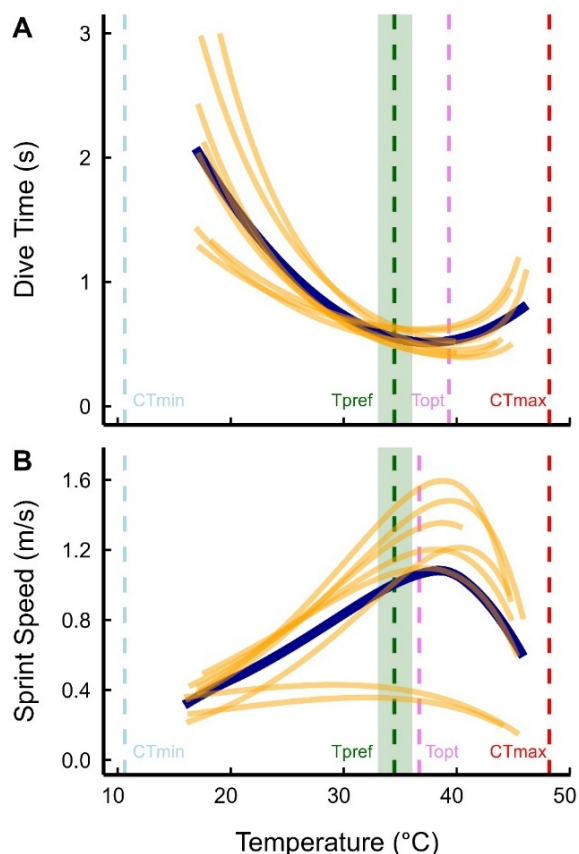 A
3
2
1
0
Dive Time (s)
CTmin
Tpref
Topt
CTmax
B
1.6
1.2
0.8
0.4
0.0
Sprint Speed (m/s)
CTmin
Tpref
Topt
CTmax
10 20 30 40 50
Temperature (°C)